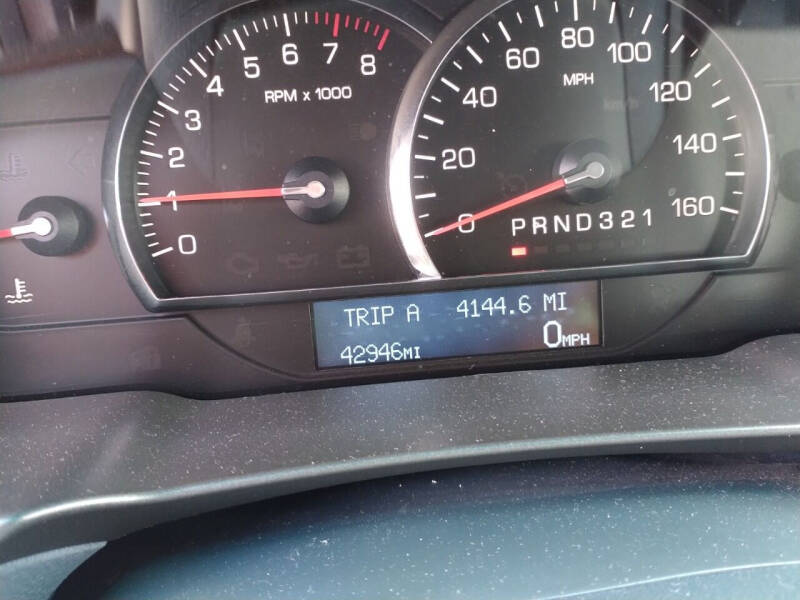 0 1 2 3 4 5 6 7 8
RPM x 1000
0 20 40 60 80 100 120 140 160
MPH
PRND321
TRIP A 4144.6 MI
42946MI 0MPH